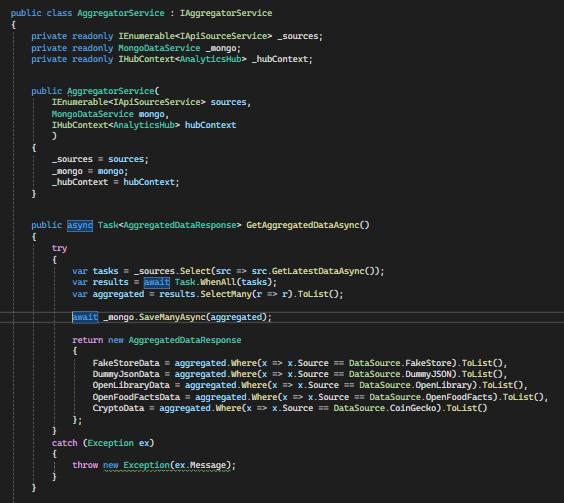 public class AggregatorService : IAggregatorService
{
    private readonly IEnumerable<IApiSourceService> _sources;
    private readonly MongoDataService _mongo;
    private readonly IHubContext<AnalyticsHub> _hubContext;
    public AggregatorService(
        IEnumerable<IApiSourceService> sources,
        MongoDataService mongo,
        IHubContext<AnalyticsHub> hubContext
        )
    {
        _sources = sources;
        _mongo = mongo;
        _hubContext = hubContext;
    }
    public async Task<AggregatedDataResponse> GetAggregatedDataAsync()
    {
        try
        {
            var tasks = _sources.Select(src => src.GetLatestDataAsync());
            var results = await Task.WhenAll(tasks);
            var aggregated = results.SelectMany(r => r).ToList();
            await _mongo.SaveManyAsync(aggregated);
            return new AggregatedDataResponse
            {
                FakeStoreData = aggregated.Where(x => x.Source == DataSource.FakeStore).ToList(),
                DummyJsonData = aggregated.Where(x => x.Source == DataSource.DummyJSON).ToList(),
                OpenLibraryData = aggregated.Where(x => x.Source == DataSource.OpenLibrary).ToList(),
                OpenFoodFactsData = aggregated.Where(x => x.Source == DataSource.OpenFoodFacts).ToList(),
                CryptoData = aggregated.Where(x => x.Source == DataSource.CoinGecko).ToList()
            };
        }
        catch (Exception ex)
        {
            throw new Exception(ex.Message);
        }
    }